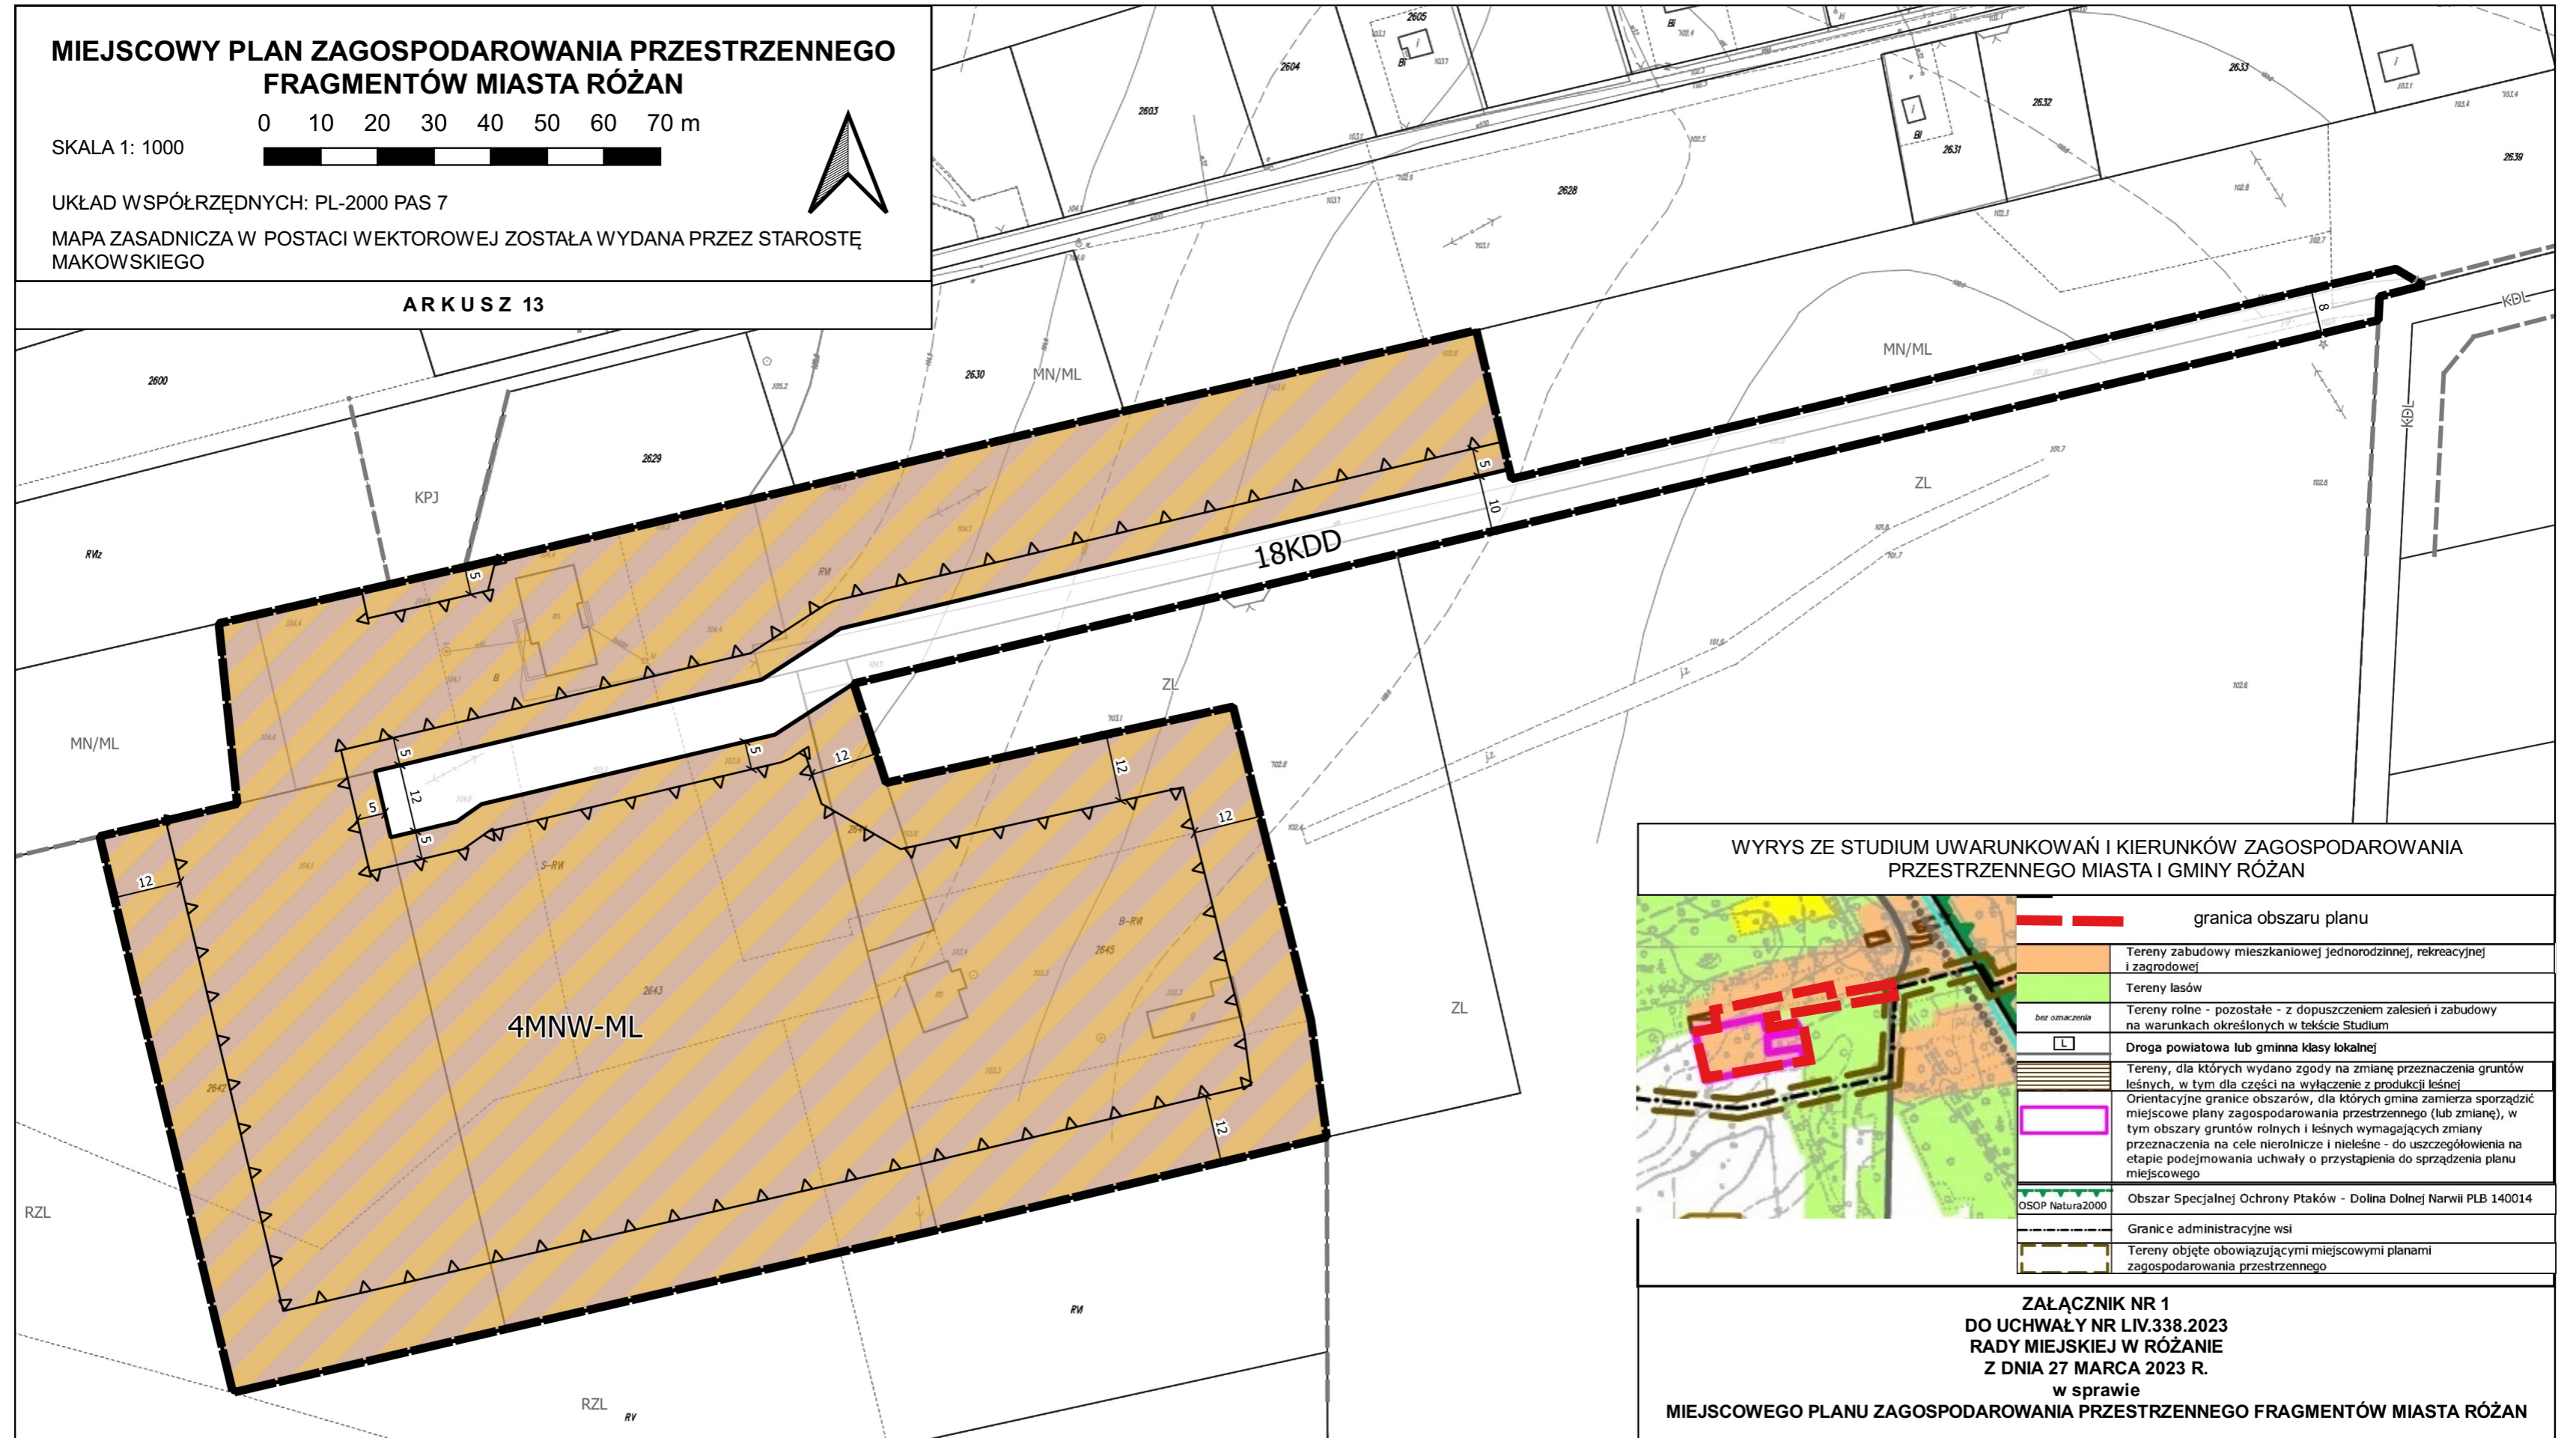 MIEJSCOWY PLAN ZAGOSPODAROWANIA PRZESTRZENNEGO
FRAGMENTÓW MIASTA RÓŻAN
0 10 20 30 40 50 60 70 m
SKALA 1: 1000
UKŁAD WSPÓŁRZĘDNYCH: PL-2000 PAS 7
MAPA ZASADNICZA W POSTACI WEKTOROWEJ ZOSTAŁA WYDANA PRZEZ STAROSTĘ
MAKOWSKIEGO
ARKUSZ 13
2605
2604
2603
2633
2632
2631
2639
2628
Bi
Bi
BI
2600
2630
MN/ML
MN/ML
KDL
KDL
2629
KPJ
RVIz
ZL
5
10
8
18KDD
RVI
5
B
m
MN/ML
ZL
5
12
5
5
5
12
12
12
12
S-RVI
B-RVI
2645
2643
m
g
4MNW-ML
2642
12
ZL
RZL
RVI
RZL
RV
WYRYS ZE STUDIUM UWARUNKOWAŃ I KIERUNKÓW ZAGOSPODAROWANIA
PRZESTRZENNEGO MIASTA I GMINY RÓŻAN
granica obszaru planu
Tereny zabudowy mieszkaniowej jednorodzinnej, rekreacyjnej
i zagrodowej
Tereny lasów
bez oznaczenia
Tereny rolne - pozostałe - z dopuszczeniem zalesień i zabudowy
na warunkach określonych w tekście Studium
L
Droga powiatowa lub gminna klasy lokalnej
Tereny, dla których wydano zgody na zmianę przeznaczenia gruntów
leśnych, w tym dla części na wyłączenie z produkcji leśnej
Orientacyjne granice obszarów, dla których gmina zamierza sporządzić
miejscowe plany zagospodarowania przestrzennego (lub zmianę), w
tym obszary gruntów rolnych i leśnych wymagających zmiany
przeznaczenia na cele nierolnicze i nieleśne - do uszczegółowienia na
etapie podejmowania uchwały o przystąpienia do sprządzenia planu
miejscowego
OSOP Natura2000
Obszar Specjalnej Ochrony Ptaków - Dolina Dolnej Narwii PLB 140014
Granice administracyjne wsi
Tereny objęte obowiązującymi miejscowymi planami
zagospodarowania przestrzennego
ZAŁĄCZNIK NR 1
DO UCHWAŁY NR LIV.338.2023
RADY MIEJSKIEJ W RÓŻANIE
Z DNIA 27 MARCA 2023 R.
w sprawie
MIEJSCOWEGO PLANU ZAGOSPODAROWANIA PRZESTRZENNEGO FRAGMENTÓW MIASTA RÓŻAN